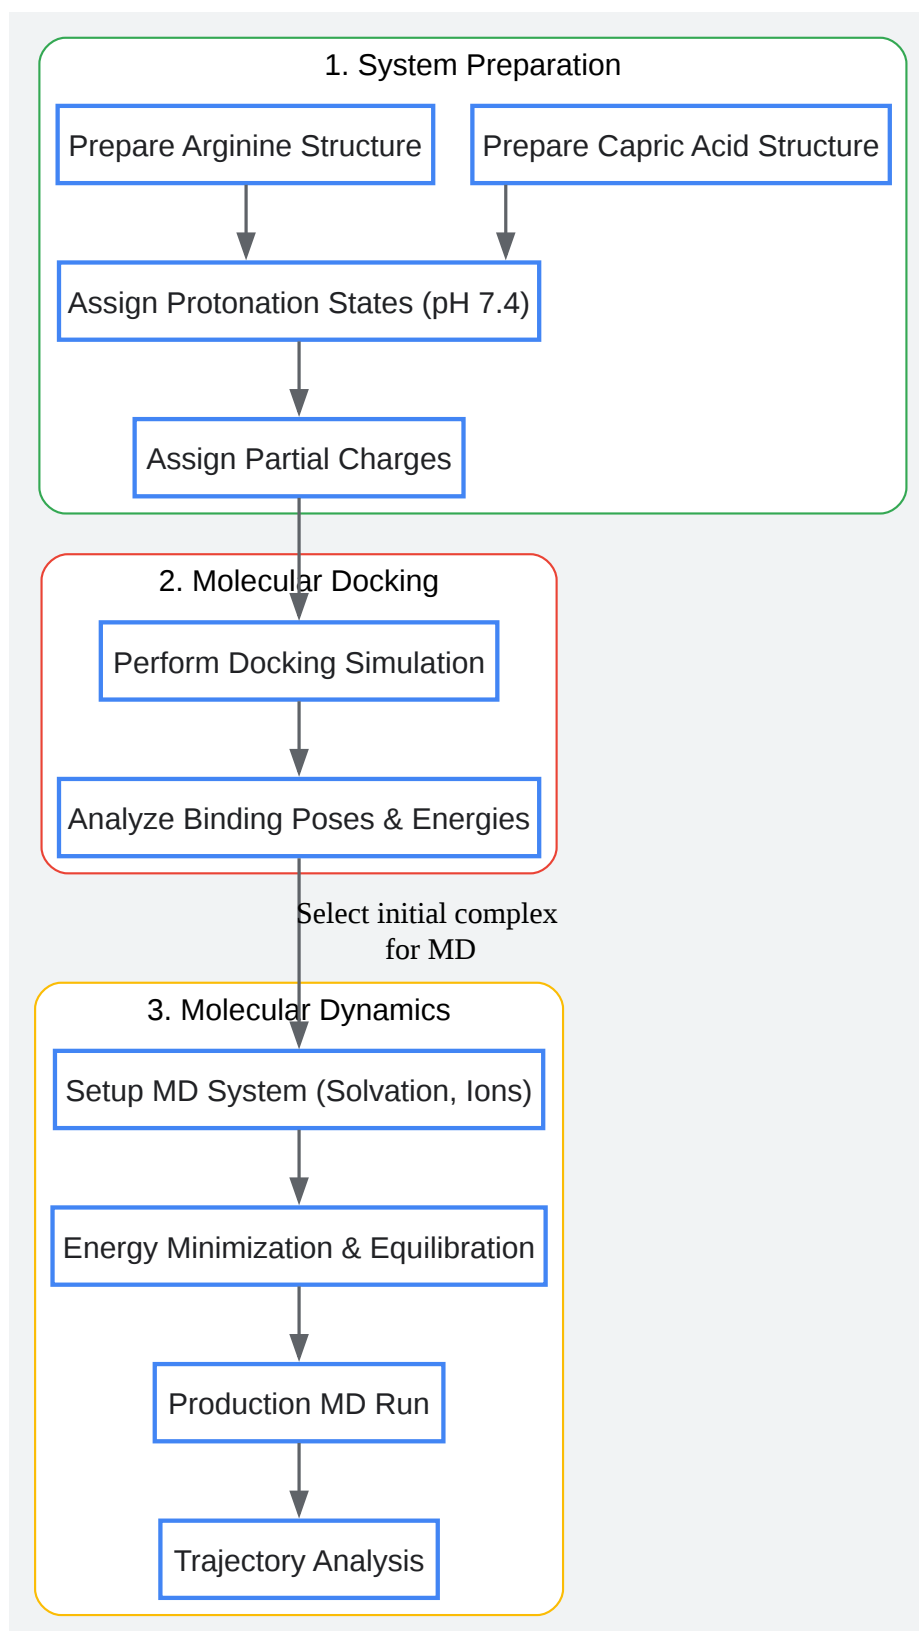 1. System Preparation
Prepare Arginine Structure
Prepare Capric Acid Structure
Assign Protonation States (pH 7.4)
Assign Partial Charges
2. Molecular Docking
Perform Docking Simulation
Analyze Binding Poses & Energies
Select initial complex
for MD
3. Molecular Dynamics
Setup MD System (Solvation, Ions)
Energy Minimization & Equilibration
Production MD Run
Trajectory Analysis